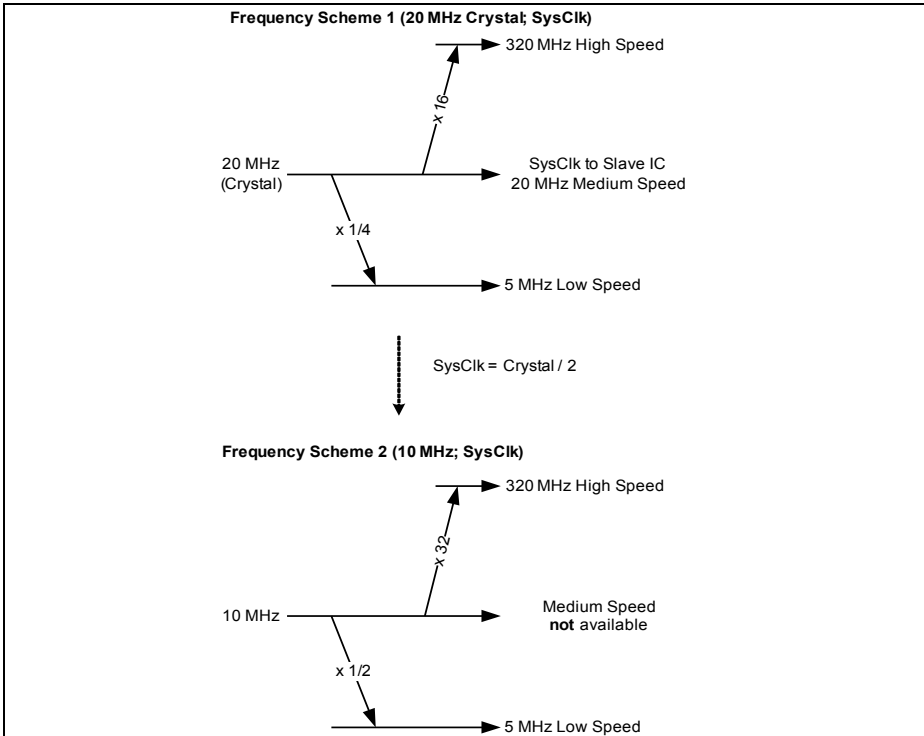 Frequency Scheme 1 (20 MHz Crystal; SysClk)
320 MHz High Speed
x 16
20 MHz
(Crystal)
SysClk to Slave IC
20 MHz Medium Speed
x 1/4
5 MHz Low Speed
SysClk = Crystal / 2
Frequency Scheme 2 (10 MHz; SysClk)
320 MHz High Speed
x 32
10 MHz
Medium Speed
not available
x 1/2
5 MHz Low Speed